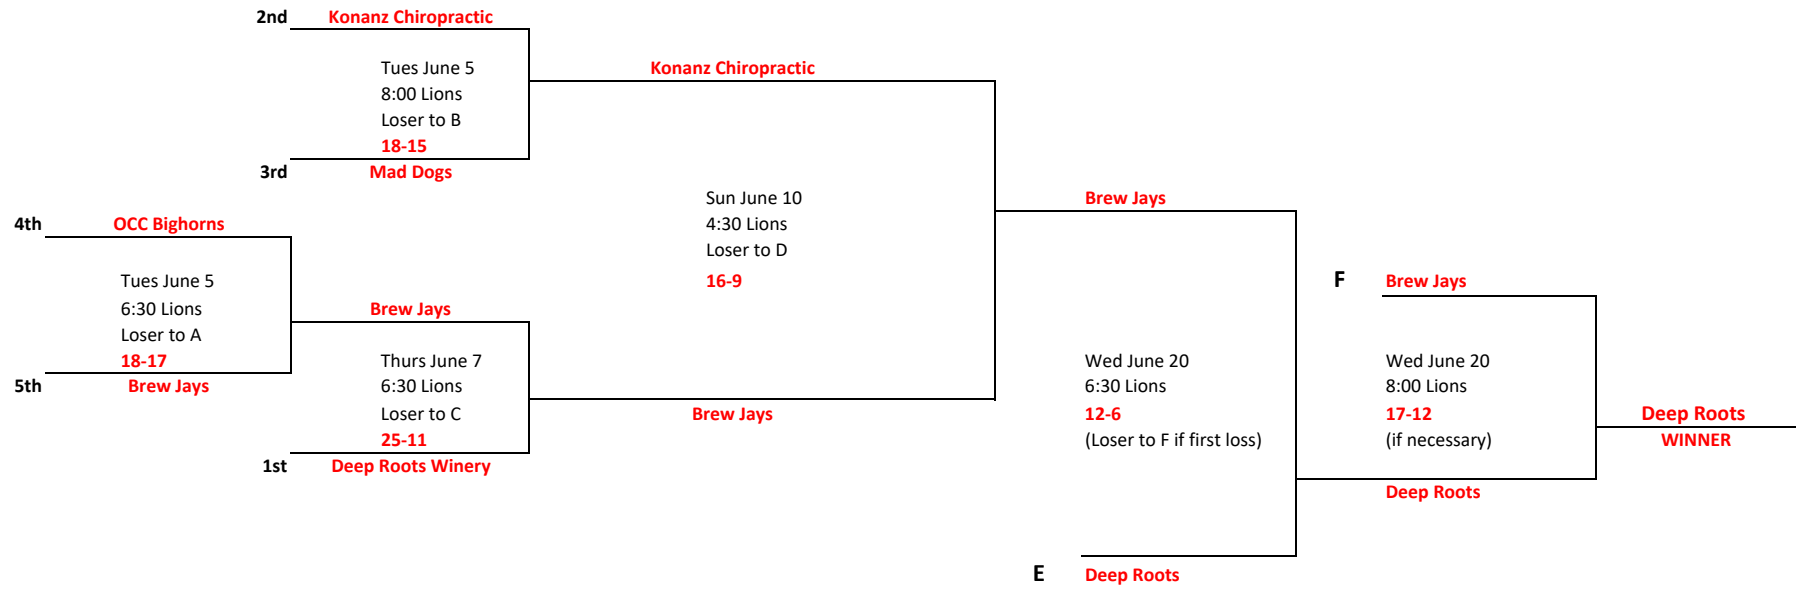 2nd Konanz Chiropractic
Tues June 5
8:00 Lions
Loser to B
18-15
3rd Mad Dogs
Konanz Chiropractic
4th OCC Bighorns
Tues June 5
6:30 Lions
Loser to A
18-17
5th Brew Jays
Brew Jays
Thurs June 7
6:30 Lions
Loser to C
25-11
1st Deep Roots Winery
Sun June 10
4:30 Lions
Loser to D
16-9
Brew Jays
Brew Jays
Wed June 20
6:30 Lions
12-6
(Loser to F if first loss)
E Deep Roots
F Brew Jays
Wed June 20
8:00 Lions
17-12
(if necessary)
Deep Roots
Deep Roots
WINNER